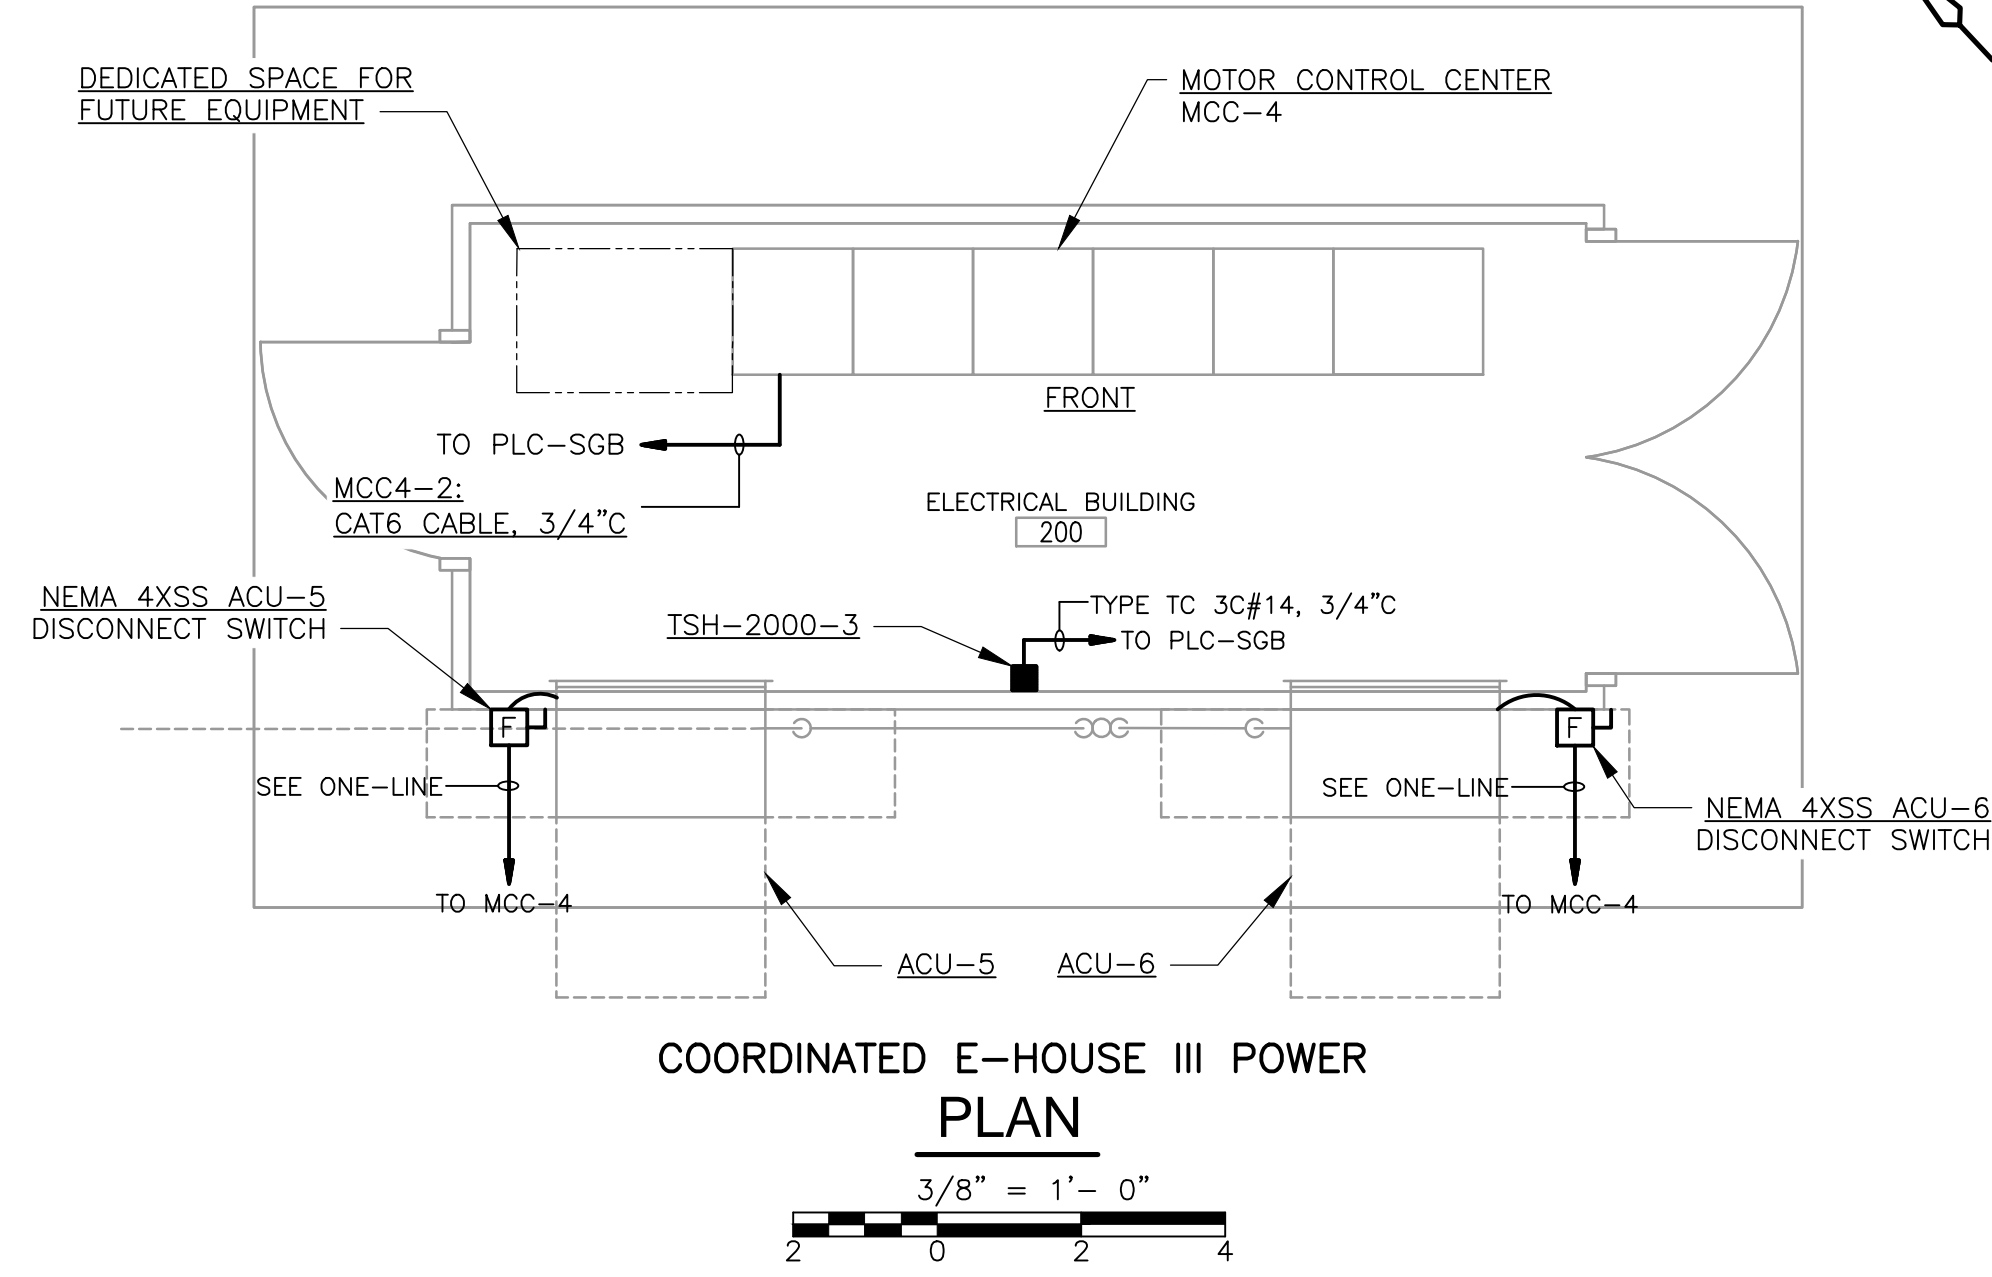 DEDICATED SPACE FOR
FUTURE EQUIPMENT
MOTOR CONTROL CENTER
MCC-4
FRONT
TO PLC-SGB
MCC4-2:
CAT6 CABLE, 3/4"C
ELECTRICAL BUILDING
200
NEMA 4XSS ACU-5
DISCONNECT SWITCH
TSH-2000-3
TYPE TC 3C#14, 3/4"C
TO PLC-SGB
F
F
SEE ONE-LINE
SEE ONE-LINE
NEMA 4XSS ACU-6
DISCONNECT SWITCH
TO MCC-4
TO MCC-4
ACU-5
ACU-6
COORDINATED E-HOUSE III POWER
PLAN
3/8" = 1'- 0"
2 0 2 4